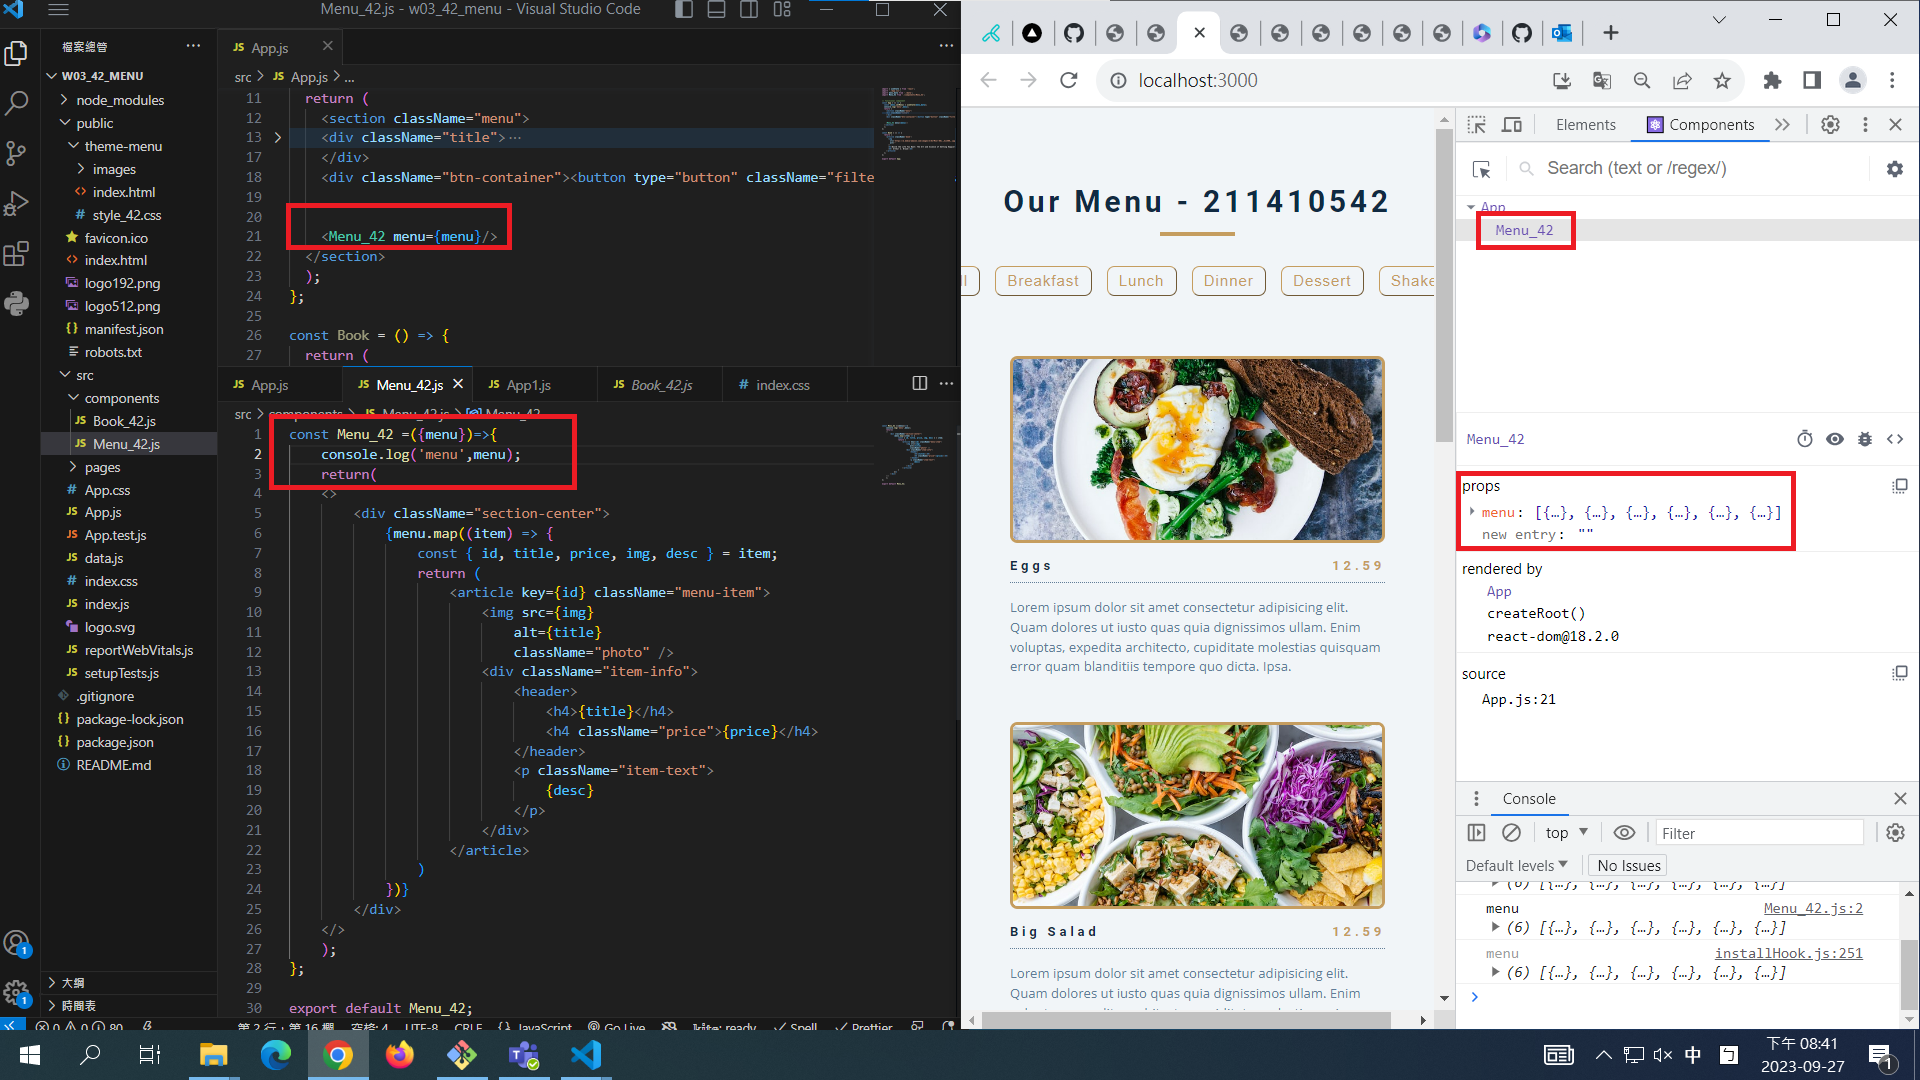 Menu_42.js - w03_42_menu - Visual Studio Code
檔案總管
W03_42_MENU
node_modules
public
theme-menu
images
index.html
style_42.css
favicon.ico
index.html
logo192.png
logo512.png
manifest.json
robots.txt
src
components
Book_42.js
Menu_42.js
pages
App.css
App.js
App.test.js
data.js
index.css
index.js
logo.svg
reportWebVitals.js
setupTests.js
.gitignore
package-lock.json
package.json
README.md
大綱
時間表
App.js
src > App.js > ...
11 return (
12 <section className="menu">
13 <div className="title">…
17 </div>
18 <div className="btn-container"><button type="button" className="filte
19
20
21 <Menu_42 menu={menu}/>
22 </section>
23 );
24 };
25
26 const Book = () => {
27 return (
App.js
Menu_42.js
App1.js
Book_42.js
index.css
src > components > Menu_42.js > Menu_42
1 const Menu_42 =({menu})=>{
2 console.log('menu',menu);
3 return(
4 <>
5 <div className="section-center">
6 {menu.map((item) => {
7 const { id, title, price, img, desc } = item;
8 return (
9 <article key={id} className="menu-item">
10 <img src={img}
11 alt={title}
12 className="photo" />
13 <div className="item-info">
14 <header>
15 <h4>{title}</h4>
16 <h4 className="price">{price}</h4>
17 </header>
18 <p className="item-text">
19 {desc}
20 </p>
21 </div>
22 </article>
23 )
24 })}
25 </div>
26 </>
27 );
28 };
29
30 export default Menu_42;
0 0 0 80
第 2 行，第 16 欄 空格: 4 UTF-8 CRLF {} JavaScript Go Live ready Spell Prettier
localhost:3000
Our Menu - 211410542
ll
Breakfast
Lunch
Dinner
Dessert
Shake
Eggs 12.59
Lorem ipsum dolor sit amet consectetur adipisicing elit.
Quam dolores ut iusto quas quia dignissimos ullam. Enim
voluptas, expedita architecto, cupiditate molestias quisquam
error quam blanditiis tempore quo dicta. Ipsa.
Big Salad 12.59
Lorem ipsum dolor sit amet consectetur adipisicing elit.
Quam dolores ut iusto quas quia dignissimos ullam. Enim
Elements
Components
Search (text or /regex/)
App
Menu_42
Menu_42
props
menu: [{…}, {…}, {…}, {…}, {…}, {…}]
new entry: ""
rendered by
App
createRoot()
react-dom@18.2.0
source
App.js:21
Console
top
Filter
Default levels
No Issues
(6) [{…}, {…}, {…}, {…}, {…}, {…}]
menu Menu_42.js:2
(6) [{…}, {…}, {…}, {…}, {…}, {…}]
menu installHook.js:251
(6) [{…}, {…}, {…}, {…}, {…}, {…}]
中
ㄅ
下午 08:41
2023-09-27
1